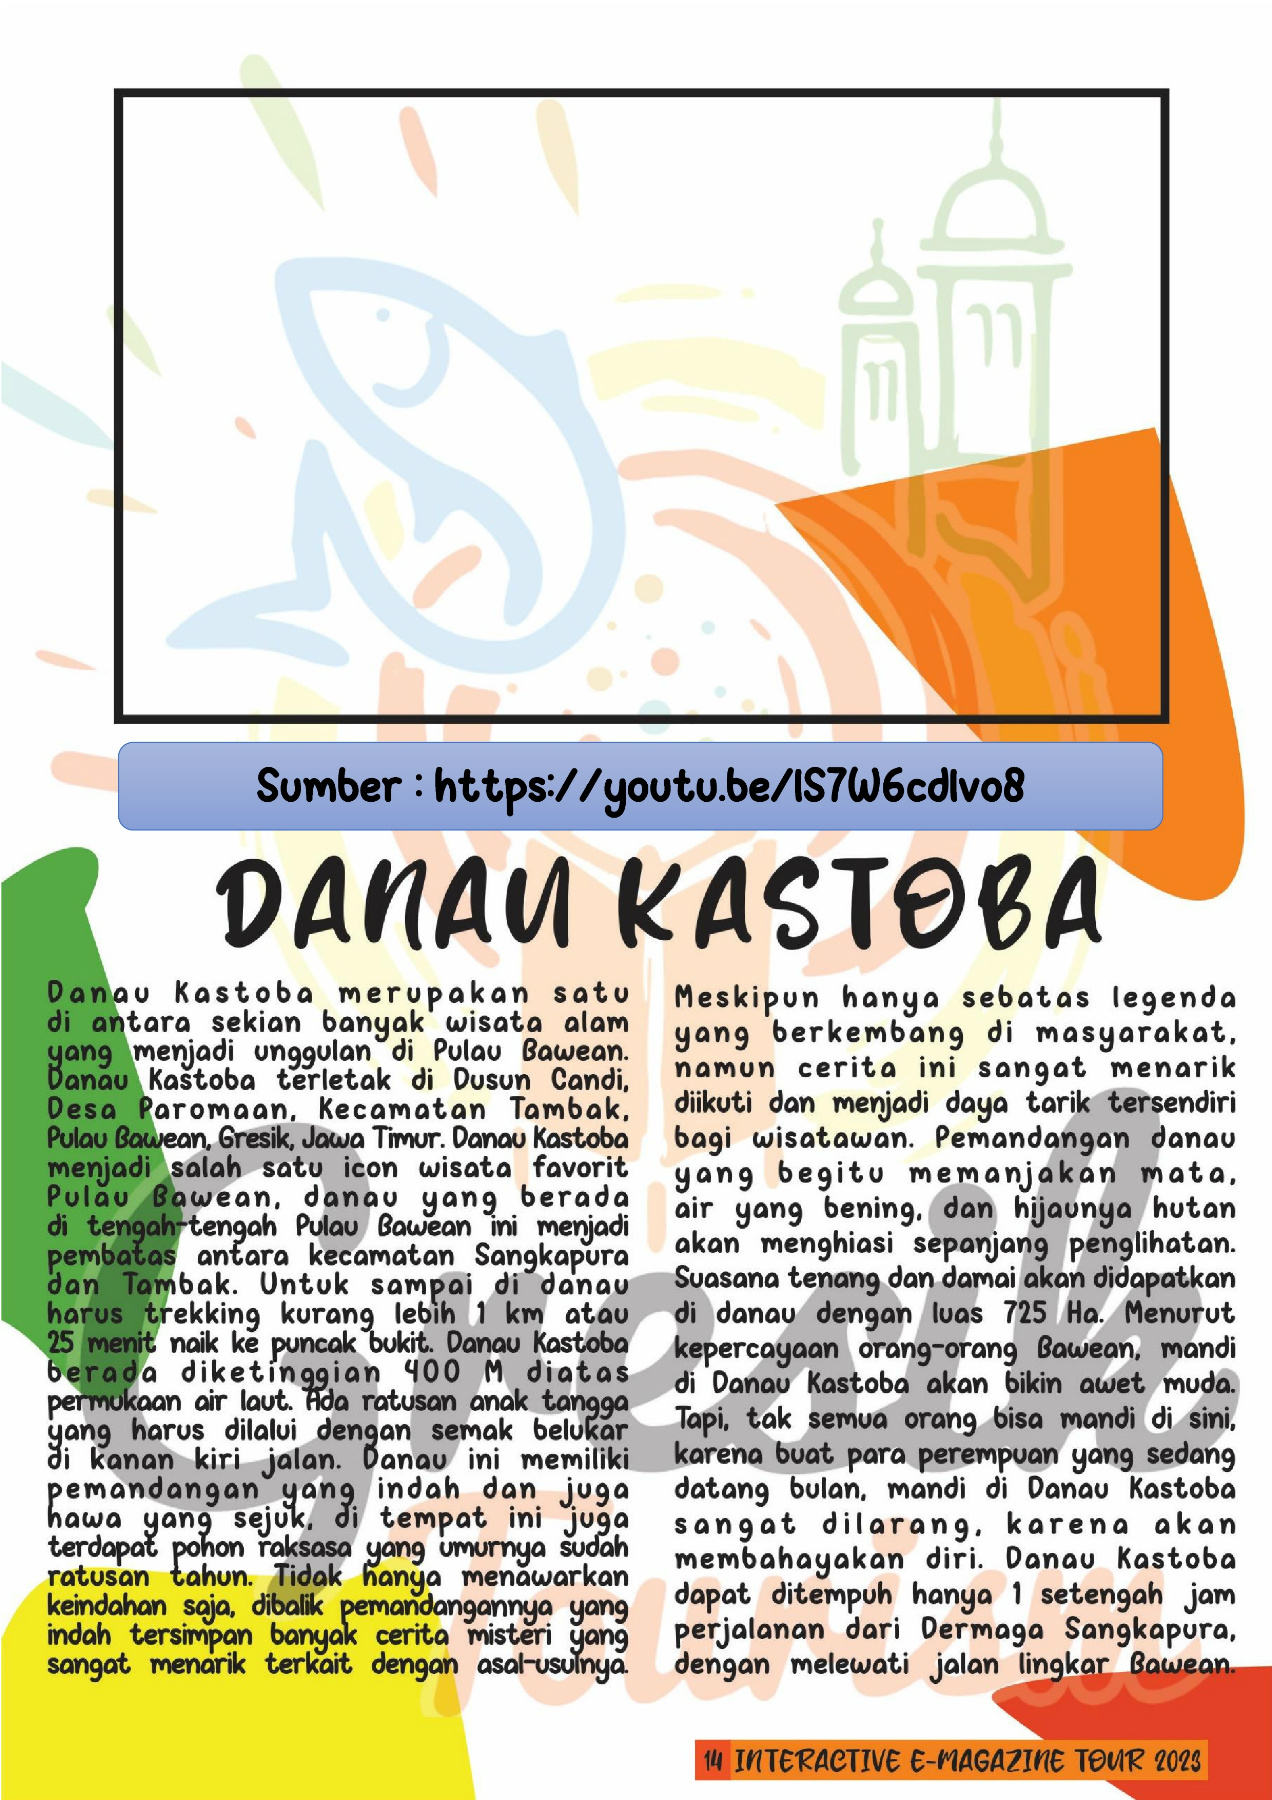 Sumber : https://youtu.be/lS7W6cdlvo8
DANAU KASTOBA
Danau Kastoba merupakan satu
di antara sekian banyak wisata alam
yang menjadi unggulan di Pulau Bawean.
Danau Kastoba terletak di Dusun Candi,
Desa Paromaan, Kecamatan Tambak,
Pulau Bawean, Gresik, Jawa Timur. Danau Kastoba
menjadi salah satu icon wisata favorit
Pulau Bawean, danau yang berada
di tengah-tengah Pulau Bawean ini menjadi
pembatas antara kecamatan Sangkapura
dan Tambak. Untuk sampai di danau
harus trekking kurang lebih 1 km atau
25 menit naik ke puncak bukit. Danau Kastoba
berada diketinggian 400 M diatas
permukaan air laut. Ada ratusan anak tangga
yang harus dilalui dengan semak belukar
di kanan kiri jalan. Danau ini memiliki
pemandangan yang indah dan juga
hawa yang sejuk, di tempat ini juga
terdapat pohon raksasa yang umurnya sudah
ratusan tahun. Tidak hanya menawarkan
keindahan saja, dibalik pemandangannya yang
indah tersimpan banyak cerita misteri yang
sangat menarik terkait dengan asal-usulnya.
Meskipun hanya sebatas legenda
yang berkembang di masyarakat,
namun cerita ini sangat menarik
diikuti dan menjadi daya tarik tersendiri
bagi wisatawan. Pemandangan danau
yang begitu memanjakan mata,
air yang bening, dan hijaunya hutan
akan menghiasi sepanjang penglihatan.
Suasana tenang dan damai akan didapatkan
di danau dengan luas 725 Ha. Menurut
kepercayaan orang-orang Bawean, mandi
di Danau Kastoba akan bikin awet muda.
Tapi, tak semua orang bisa mandi di sini,
karena buat para perempuan yang sedang
datang bulan, mandi di Danau Kastoba
sangat dilarang, karena akan
membahayakan diri. Danau Kastoba
dapat ditempuh hanya 1 setengah jam
perjalanan dari Dermaga Sangkapura,
dengan melewati jalan lingkar Bawean.
Gresik
Tourism
14 INTERACTIVE E-MAGAZINE TOUR 2023